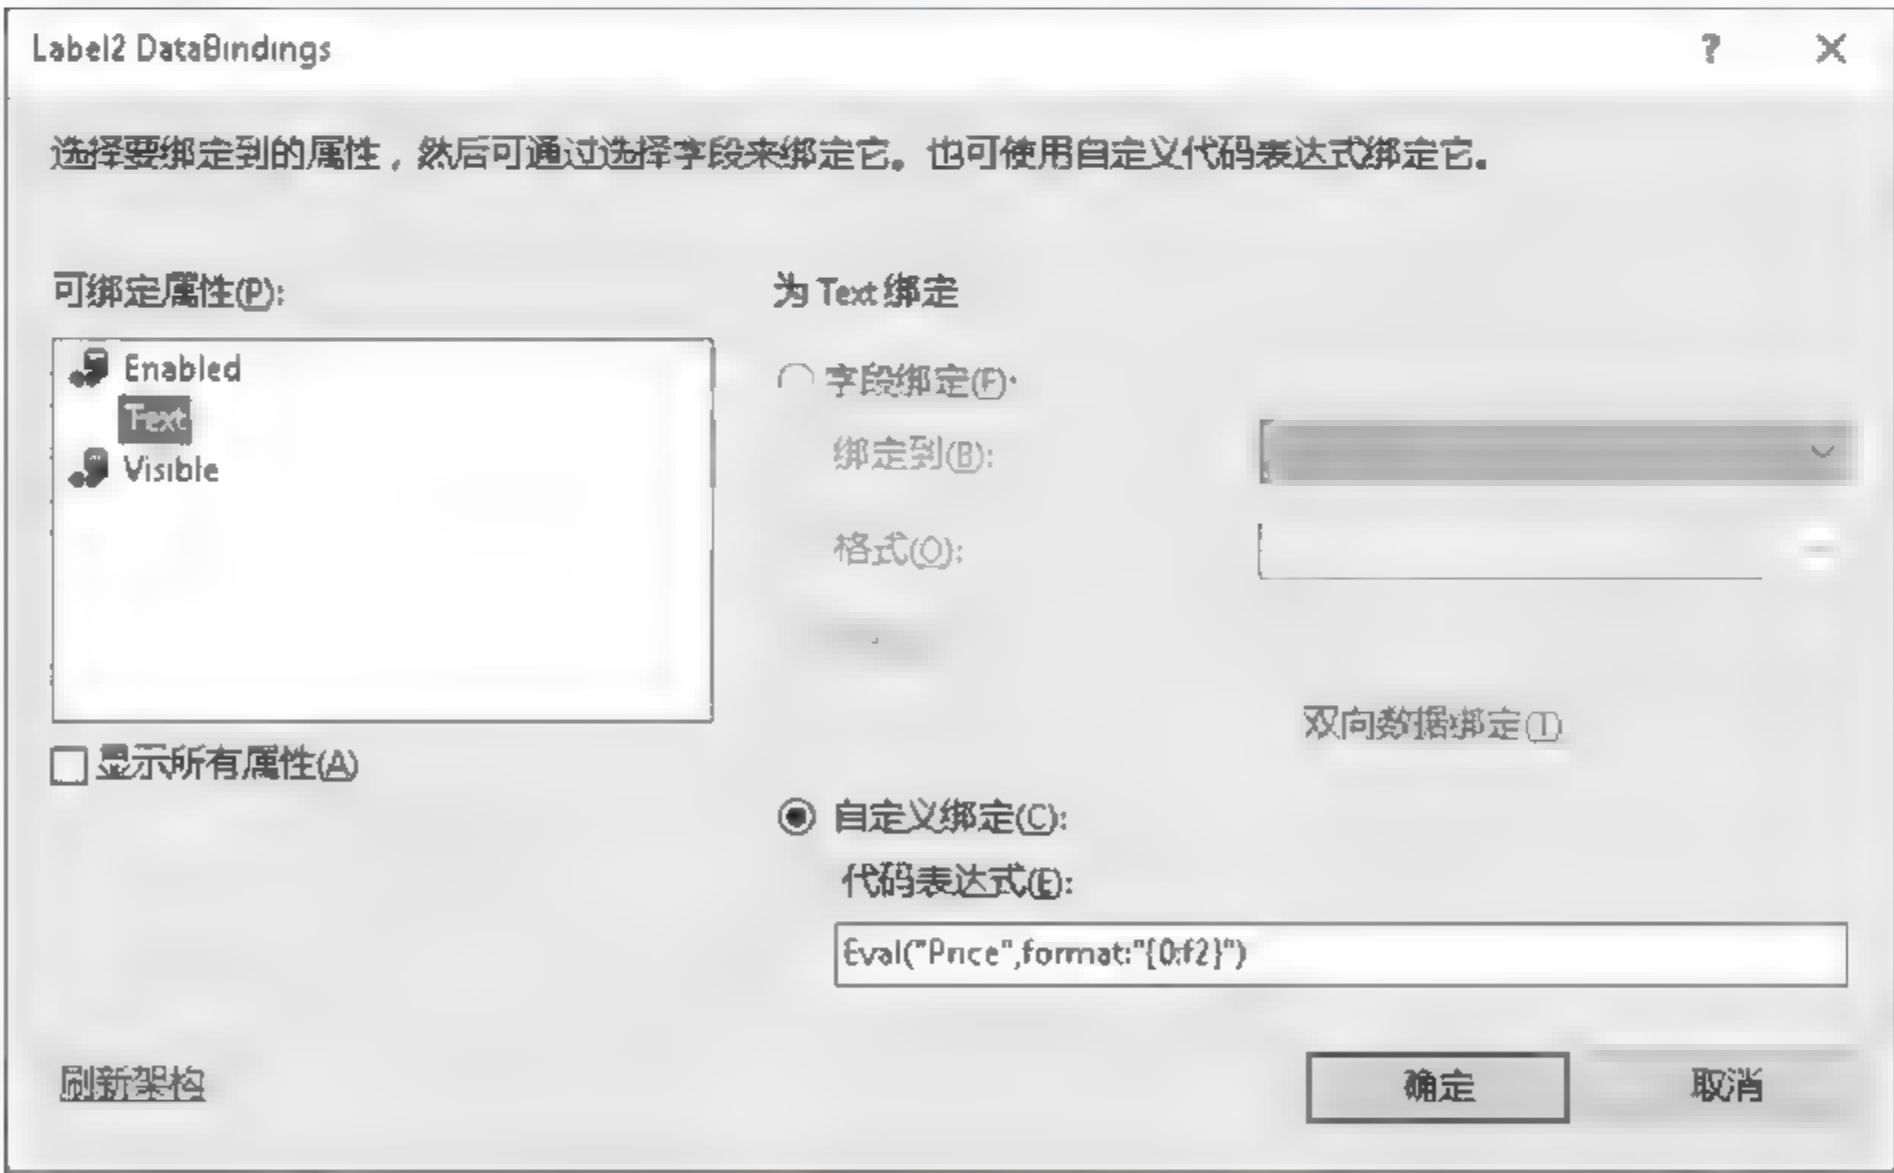 Label2 DataBindings
选择要绑定到的属性，然后可通过选择字段来绑定它。也可使用自定义代码表达式绑定它。
可绑定属性(P):
Enabled
Text
Visible
显示所有属性(A)
为 Text 绑定
字段绑定(F):
绑定到(B):
格式(O):
双向数据绑定(T)
自定义绑定(C):
代码表达式(E):
Eval("Price",format:"{0:f2}")
刷新架构
确定
取消